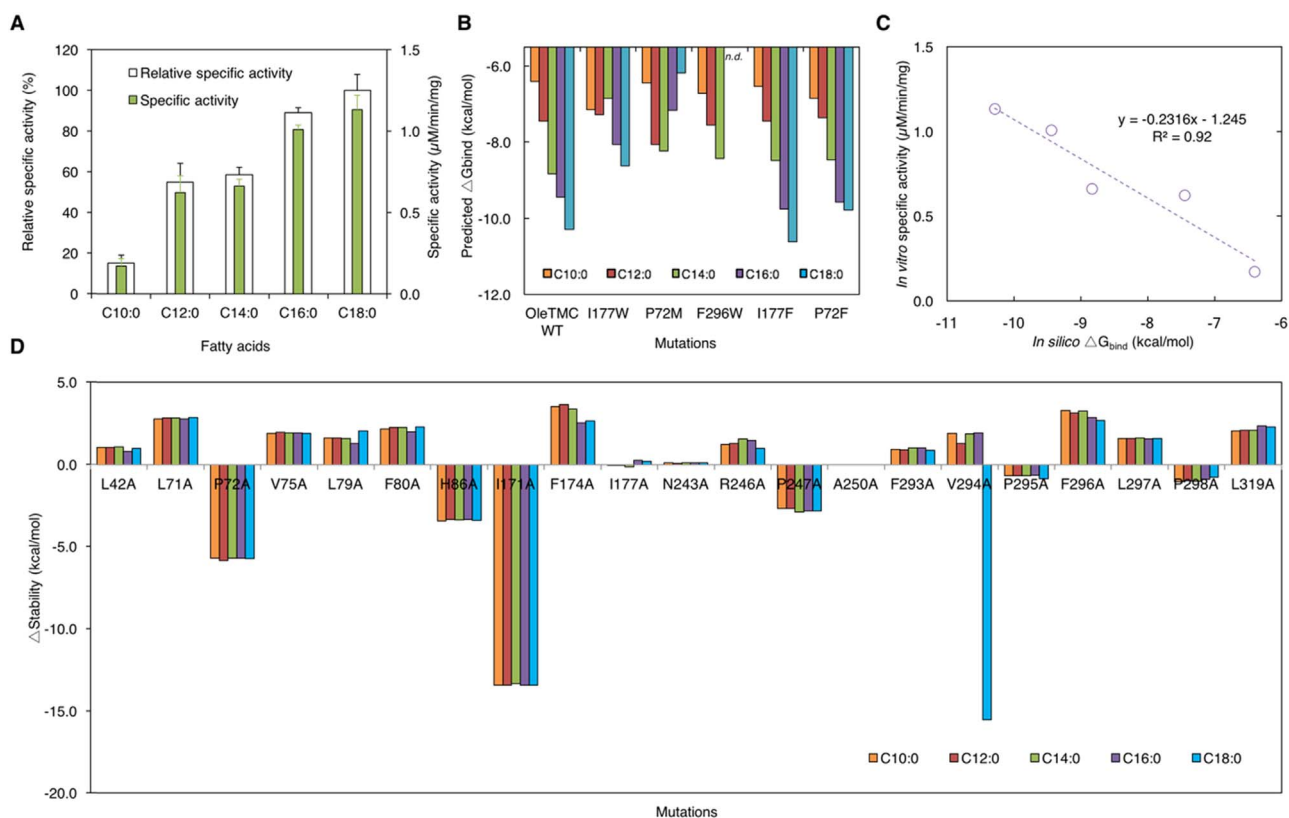 A
120
100
80
60
40
20
0
Relative specific activity (%)
Relative specific activity
Specific activity
1.5
1.0
0.5
0.0
Specific activity (µM/min/mg)
C10:0 C12:0 C14:0 C16:0 C18:0
Fatty acids
B
-6.0
-8.0
-10.0
-12.0
Predicted △Gbind (kcal/mol)
n.d.
C10:0 C12:0 C14:0 C16:0 C18:0
OleTMC I177W P72M F296W I177F P72F
WT
Mutations
C
1.5
1.0
0.5
0.0
In vitro specific activity (µM/min/mg)
y = -0.2316x - 1.245
R² = 0.92
-11 -10 -9 -8 -7 -6
In silico △Gbind (kcal/mol)
D
5.0
0.0
-5.0
-10.0
-15.0
-20.0
△Stability (kcal/mol)
L42A L71A P72A V75A L79A F80A H86A I171A F174A I177A N243A R246A P247A A250A F293A V294A P295A F296A L297A P298A L319A
C10:0 C12:0 C14:0 C16:0 C18:0
Mutations